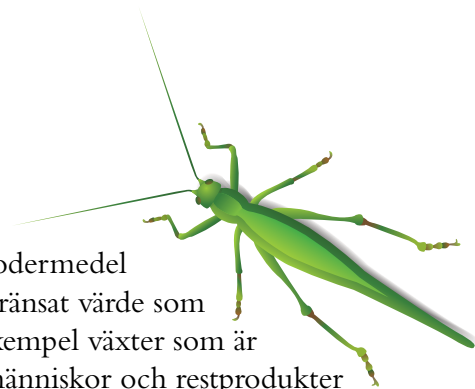 odermedel
ränsat värde som
xempel växter som är
människor och restprodukter